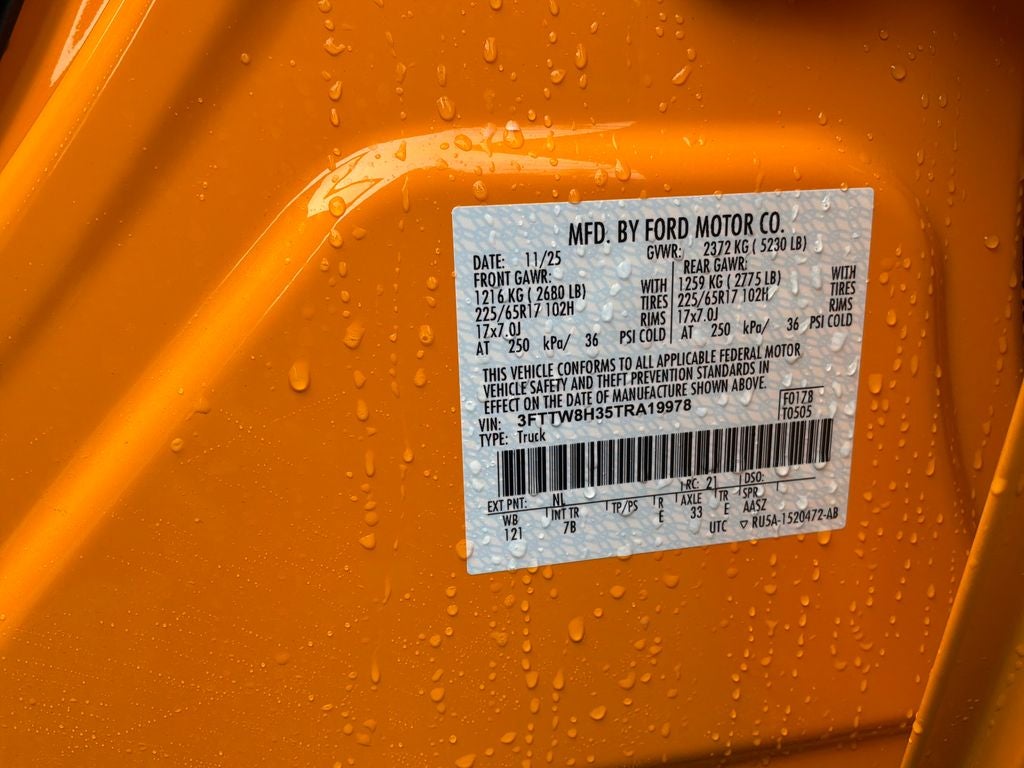 MFD. BY FORD MOTOR CO.
DATE: 11/25 GVWR: 2372 KG ( 5230 LB)
FRONT GAWR: REAR GAWR:
1216 KG ( 2680 LB) WITH 1259 KG ( 2775 LB) WITH
225/65R17 102H TIRES 225/65R17 102H TIRES
17x7.0J RIMS 17x7.0J RIMS
AT 250 kPa/ 36 PSI COLD AT 250 kPa/ 36 PSI COLD
THIS VEHICLE CONFORMS TO ALL APPLICABLE FEDERAL MOTOR
VEHICLE SAFETY AND THEFT PREVENTION STANDARDS IN
EFFECT ON THE DATE OF MANUFACTURE SHOWN ABOVE.
VIN: 3FTTW8H35TRA19978 F0178
TYPE: Truck T0505
EXT PNT: NL RC: 21 DSO:
WB INT TR TP/PS R AXLE TR SPR
121 7B E 33 E AASZ
UTC ▽ RU5A-1520472-AB